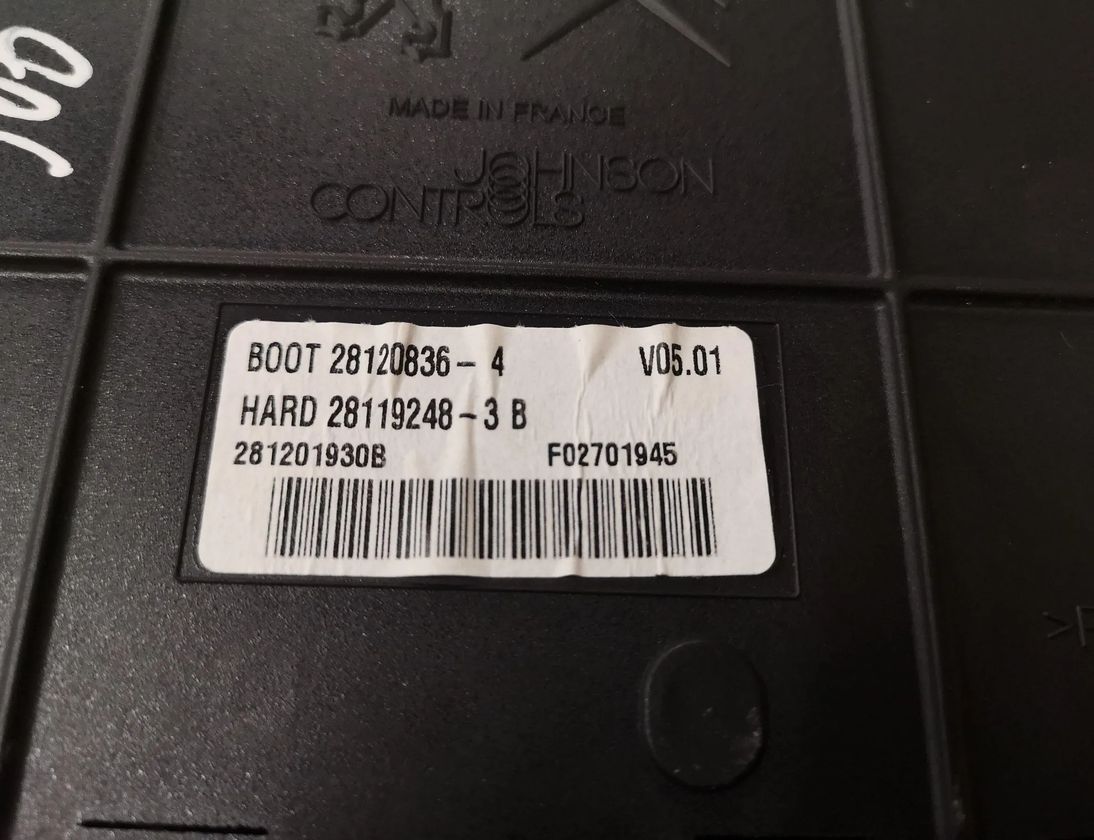 MADE IN FRANCE
JOHNSON
CONTROLS
BOOT 28120836-4 V05.01
HARD 28119248-3 B
281201930B F02701945